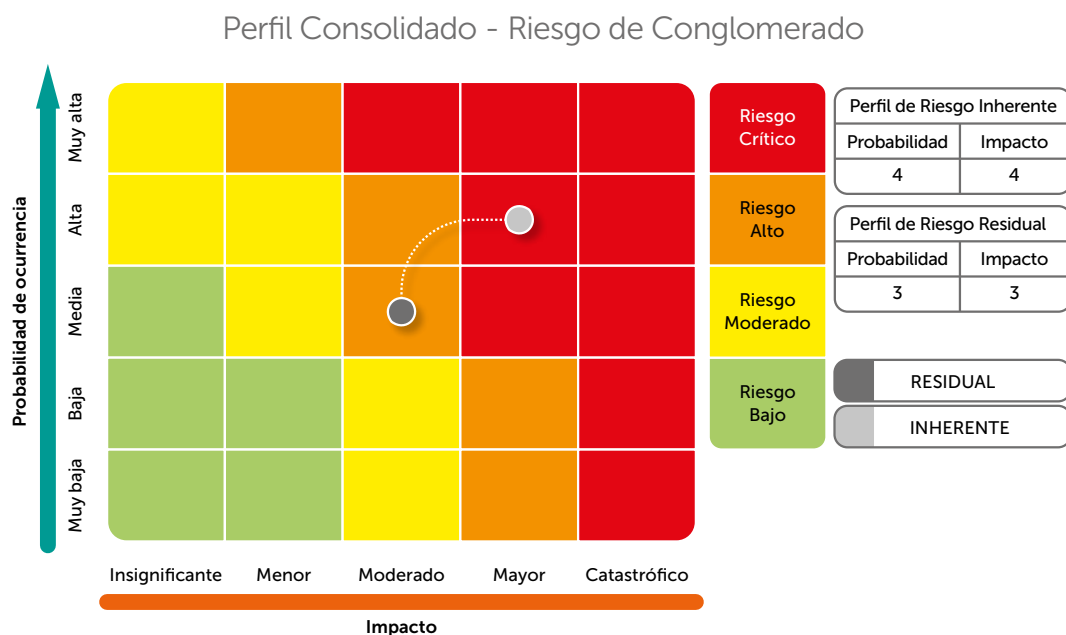 Perfil Consolidado - Riesgo de Conglomerado
Probabilidad de ocurrencia
Muy alta
Alta
Media
Baja
Muy baja
Insignificante
Menor
Moderado
Mayor
Catastrófico
Impacto
Riesgo
Crítico
Riesgo
Alto
Riesgo
Moderado
Riesgo
Bajo
Perfil de Riesgo Inherente
Probabilidad Impacto
4 4
Perfil de Riesgo Residual
Probabilidad Impacto
3 3
RESIDUAL
INHERENTE